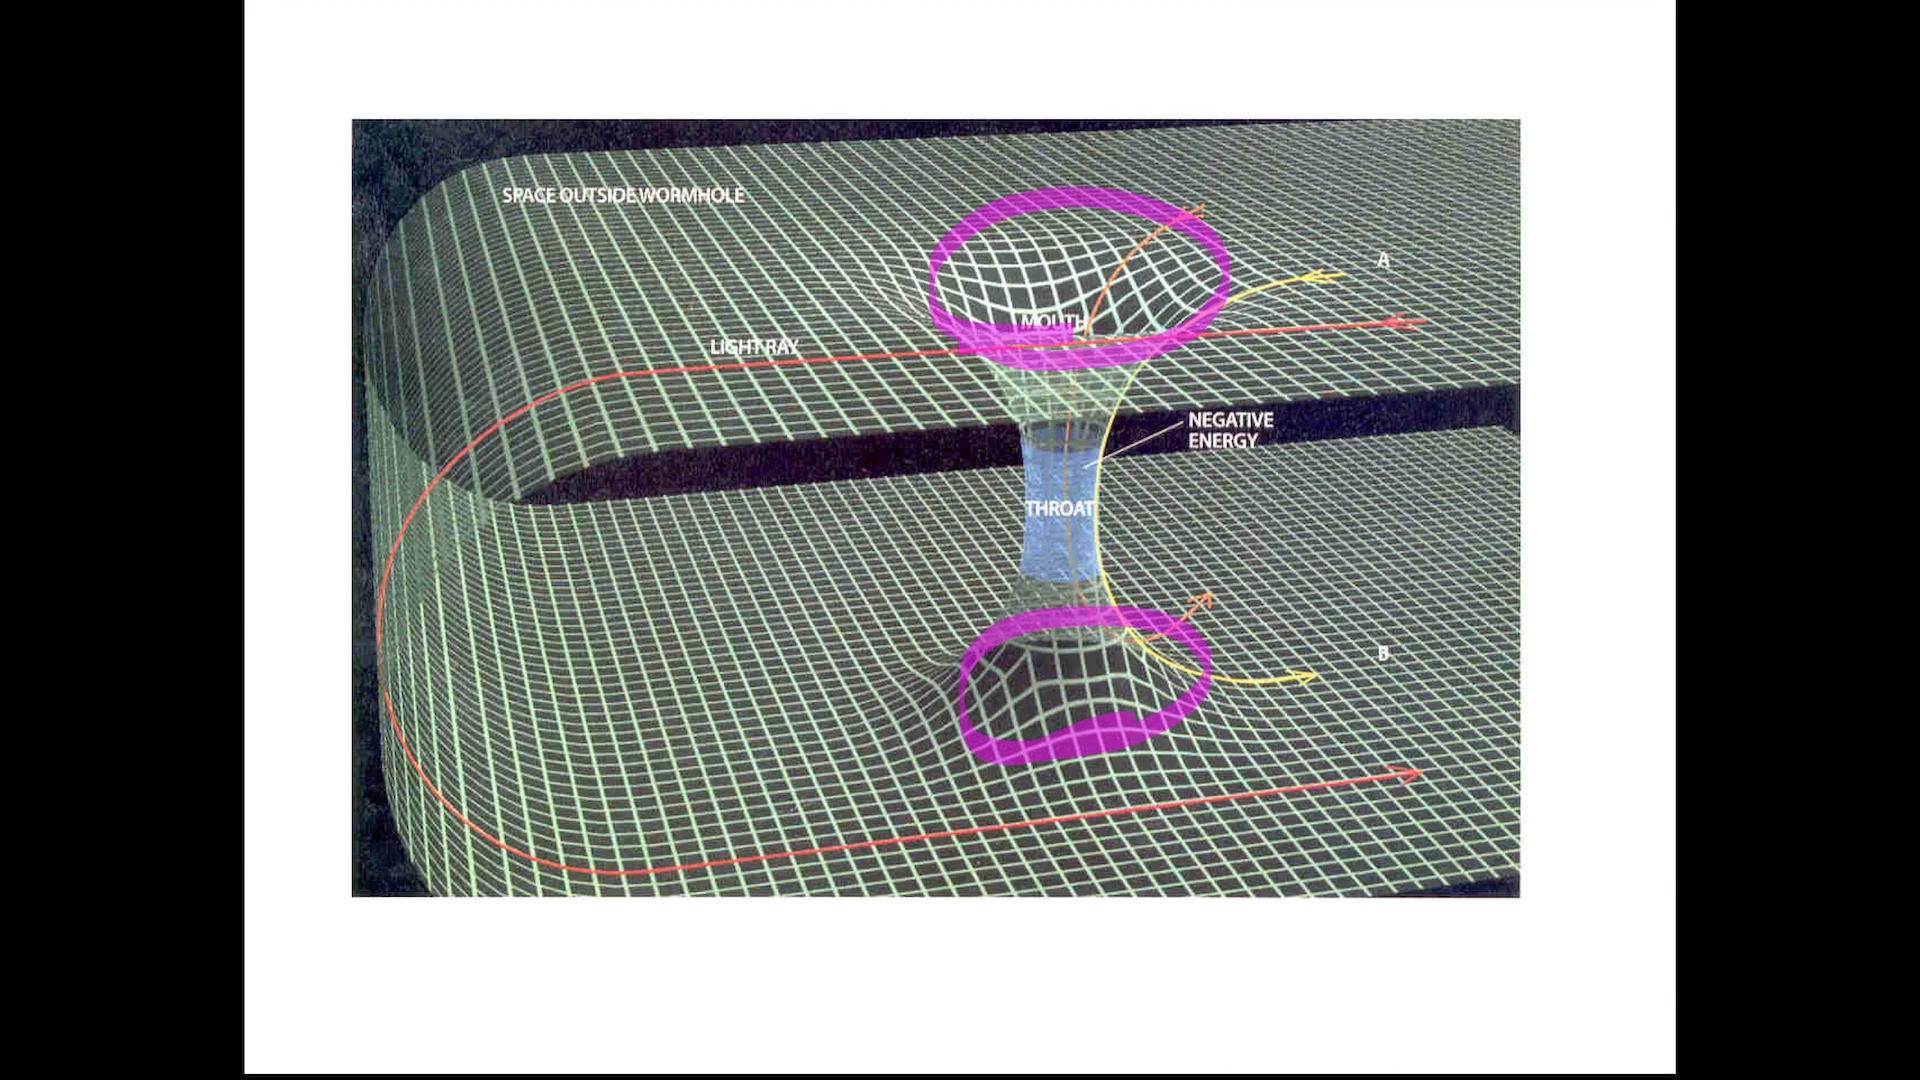 SPACE OUTSIDE WORMHOLE
A
MOUTH
LIGHT RAY
NEGATIVE
ENERGY
THROAT
B